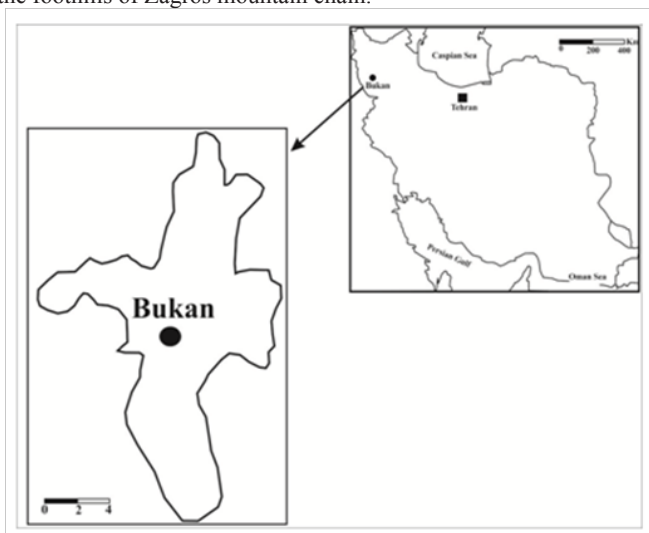 the foothills of Zagros mountain chain.
Caspian Sea
0 200 400 Km
Bukan
Tehran
Persian Gulf
Oman Sea
Bukan
0 2 4